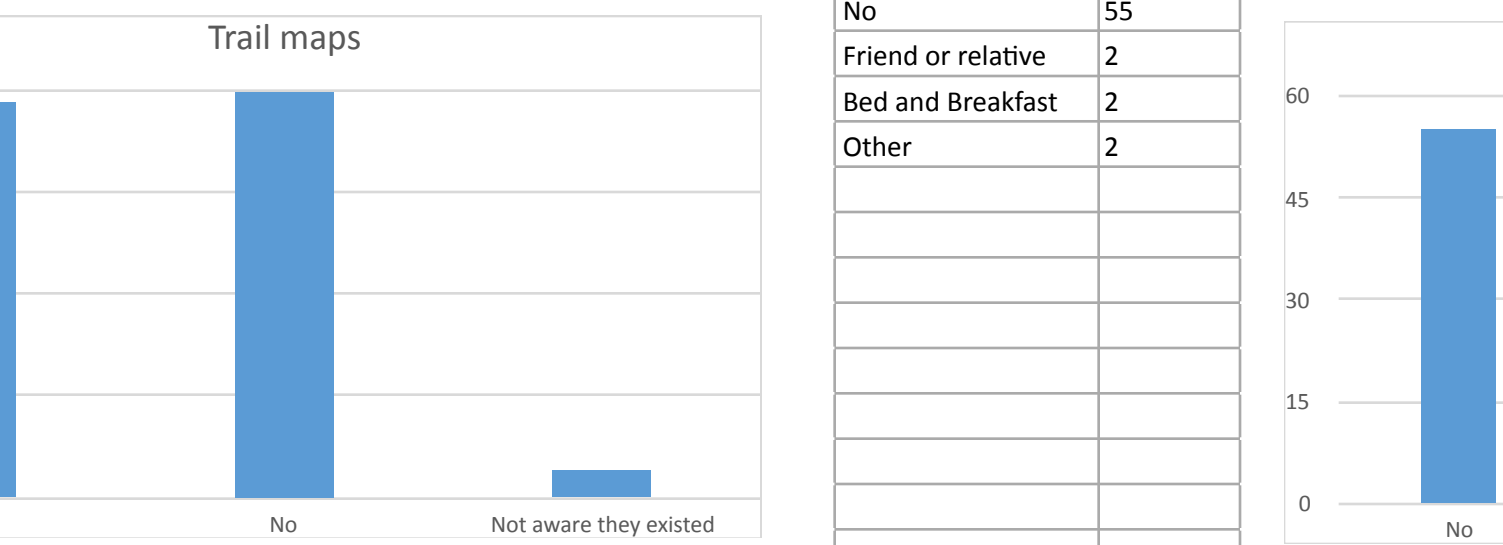 Trail maps
No
Not aware they existed
No 55
Friend or relative 2
Bed and Breakfast 2
Other 2
60
45
30
15
0
No